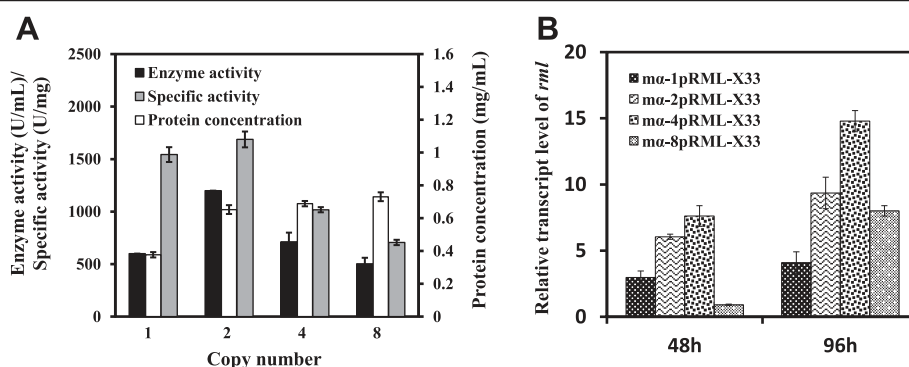 A
Enzyme activity (U/mL)/
Specific activity (U/mg)
2500
2000
1500
1000
500
0
Enzyme activity
Specific activity
Protein concentration
1.6
1.4
1.2
1
0.8
0.6
0.4
0.2
0
Protein concentration (mg/mL)
1 2 4 8
Copy number
B
Relative transcript level of rml
20
15
10
5
0
mα-1pRML-X33
mα-2pRML-X33
mα-4pRML-X33
mα-8pRML-X33
48h 96h